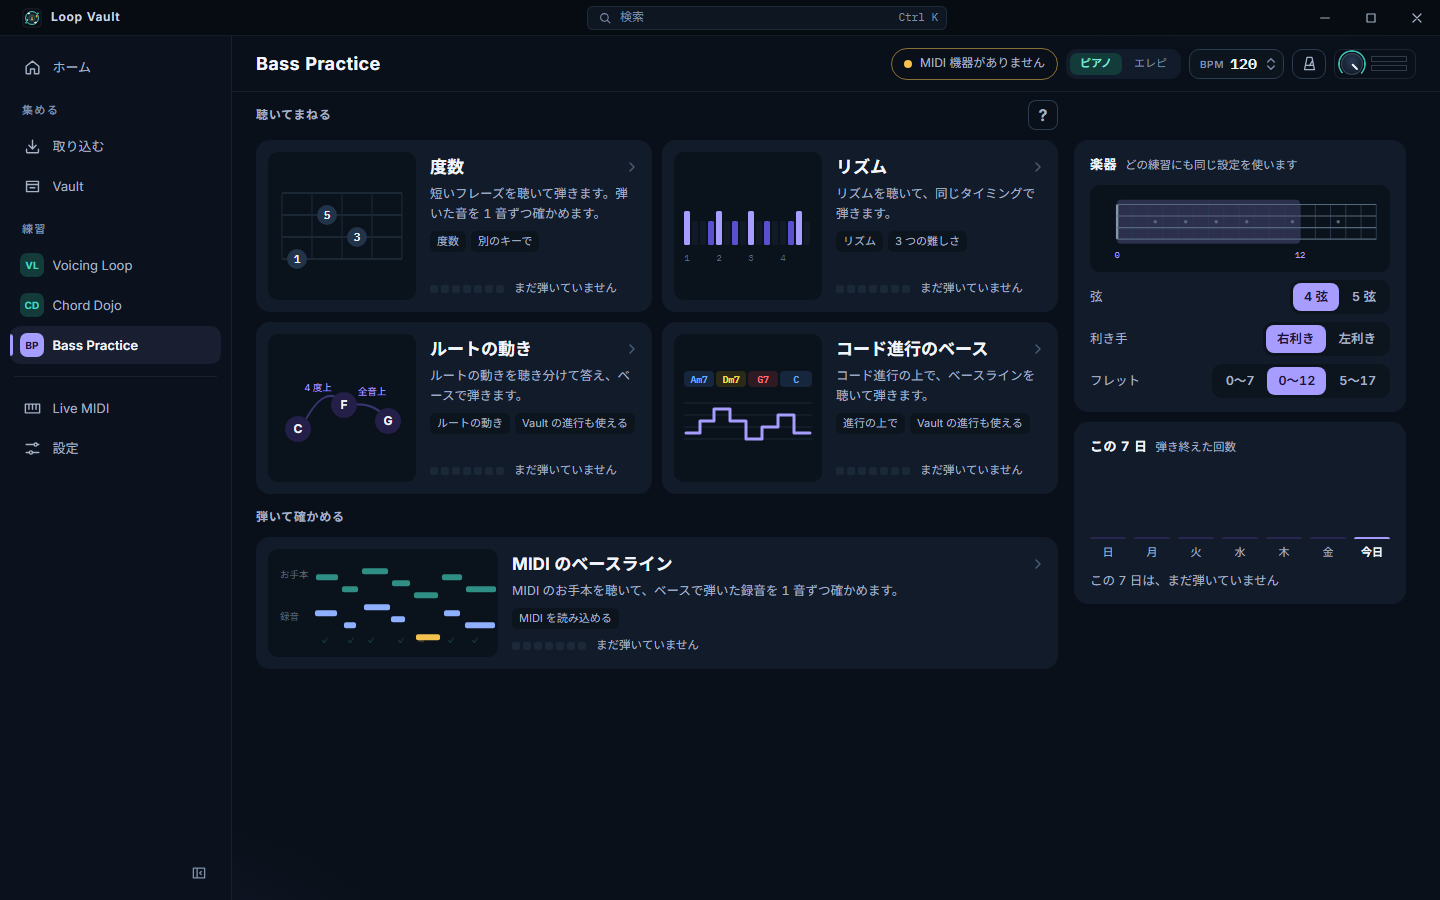 Loop Vault
検索
Ctrl K
ホーム
集める
取り込む
Vault
練習
VL Voicing Loop
CD Chord Dojo
BP Bass Practice
Live MIDI
設定
Bass Practice
MIDI 機器がありません
ピアノ
エレピ
BPM 120
聴いてまねる
?
度数
短いフレーズを聴いて弾きます。弾
いた音を 1 音ずつ確かめます。
度数
別のキーで
まだ弾いていません
5
3
1
リズム
リズムを聴いて、同じタイミングで
弾きます。
リズム
3 つの難しさ
まだ弾いていません
1 2 3 4
ルートの動き
ルートの動きを聴き分けて答え、ベ
ースで弾きます。
ルートの動き
Vault の進行も使える
まだ弾いていません
4 度上
全音上
C
F
G
コード進行のベース
コード進行の上で、ベースラインを
聴いて弾きます。
進行の上で
Vault の進行も使える
まだ弾いていません
Am7 Dm7 G7 C
弾いて確かめる
お手本
録音
MIDI のベースライン
MIDI のお手本を聴いて、ベースで弾いた録音を 1 音ずつ確かめます。
MIDI を読み込める
まだ弾いていません
楽器 どの練習にも同じ設定を使います
0 12
弦
4 弦
5 弦
利き手
右利き
左利き
フレット
0〜7
0〜12
5〜17
この 7 日 弾き終えた回数
日 月 火 水 木 金 今日
この 7 日は、まだ弾いていません